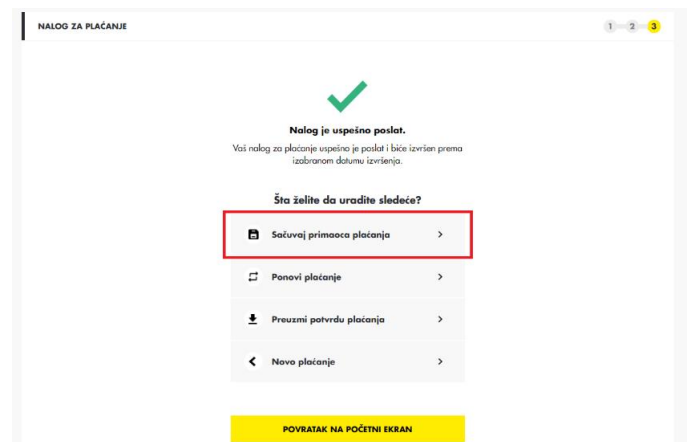 NALOG ZA PLAĆANJE
1 2 3
Nalog je uspešno poslat.
Vaš nalog za plaćanje uspešno je poslat i biće izvršen prema
izabranom datumu izvršenja.
Šta želite da uradite sledeće?
Sačuvaj primaoca plaćanja
Ponovi plaćanje
Preuzmi potvrdu plaćanja
Novo plaćanje
POVRATAK NA POČETNI EKRAN